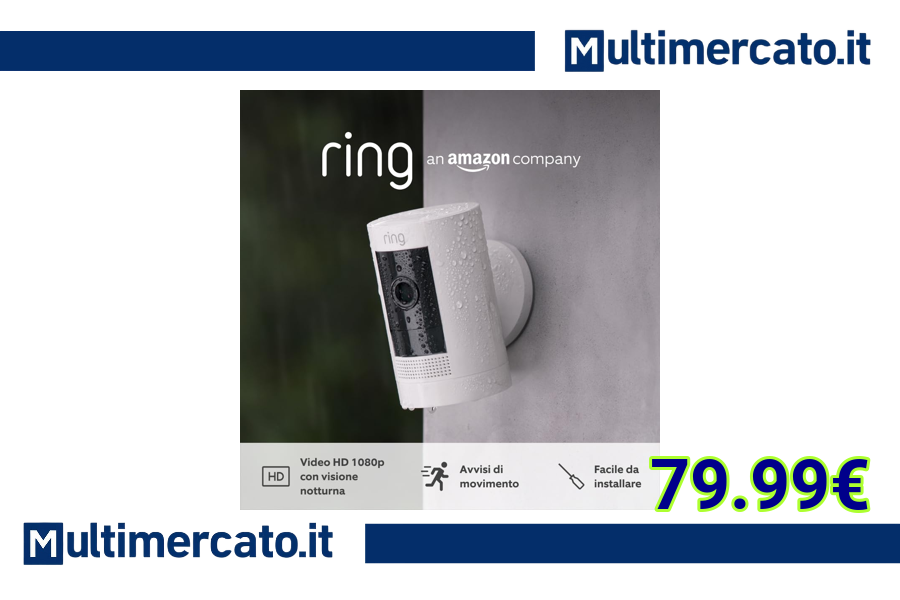 Multimercato.it
ring an amazon company
ring
HD
Video HD 1080p
con visione
notturna
Avvisi di
movimento
Facile da
installare
79.99€
Multimercato.it